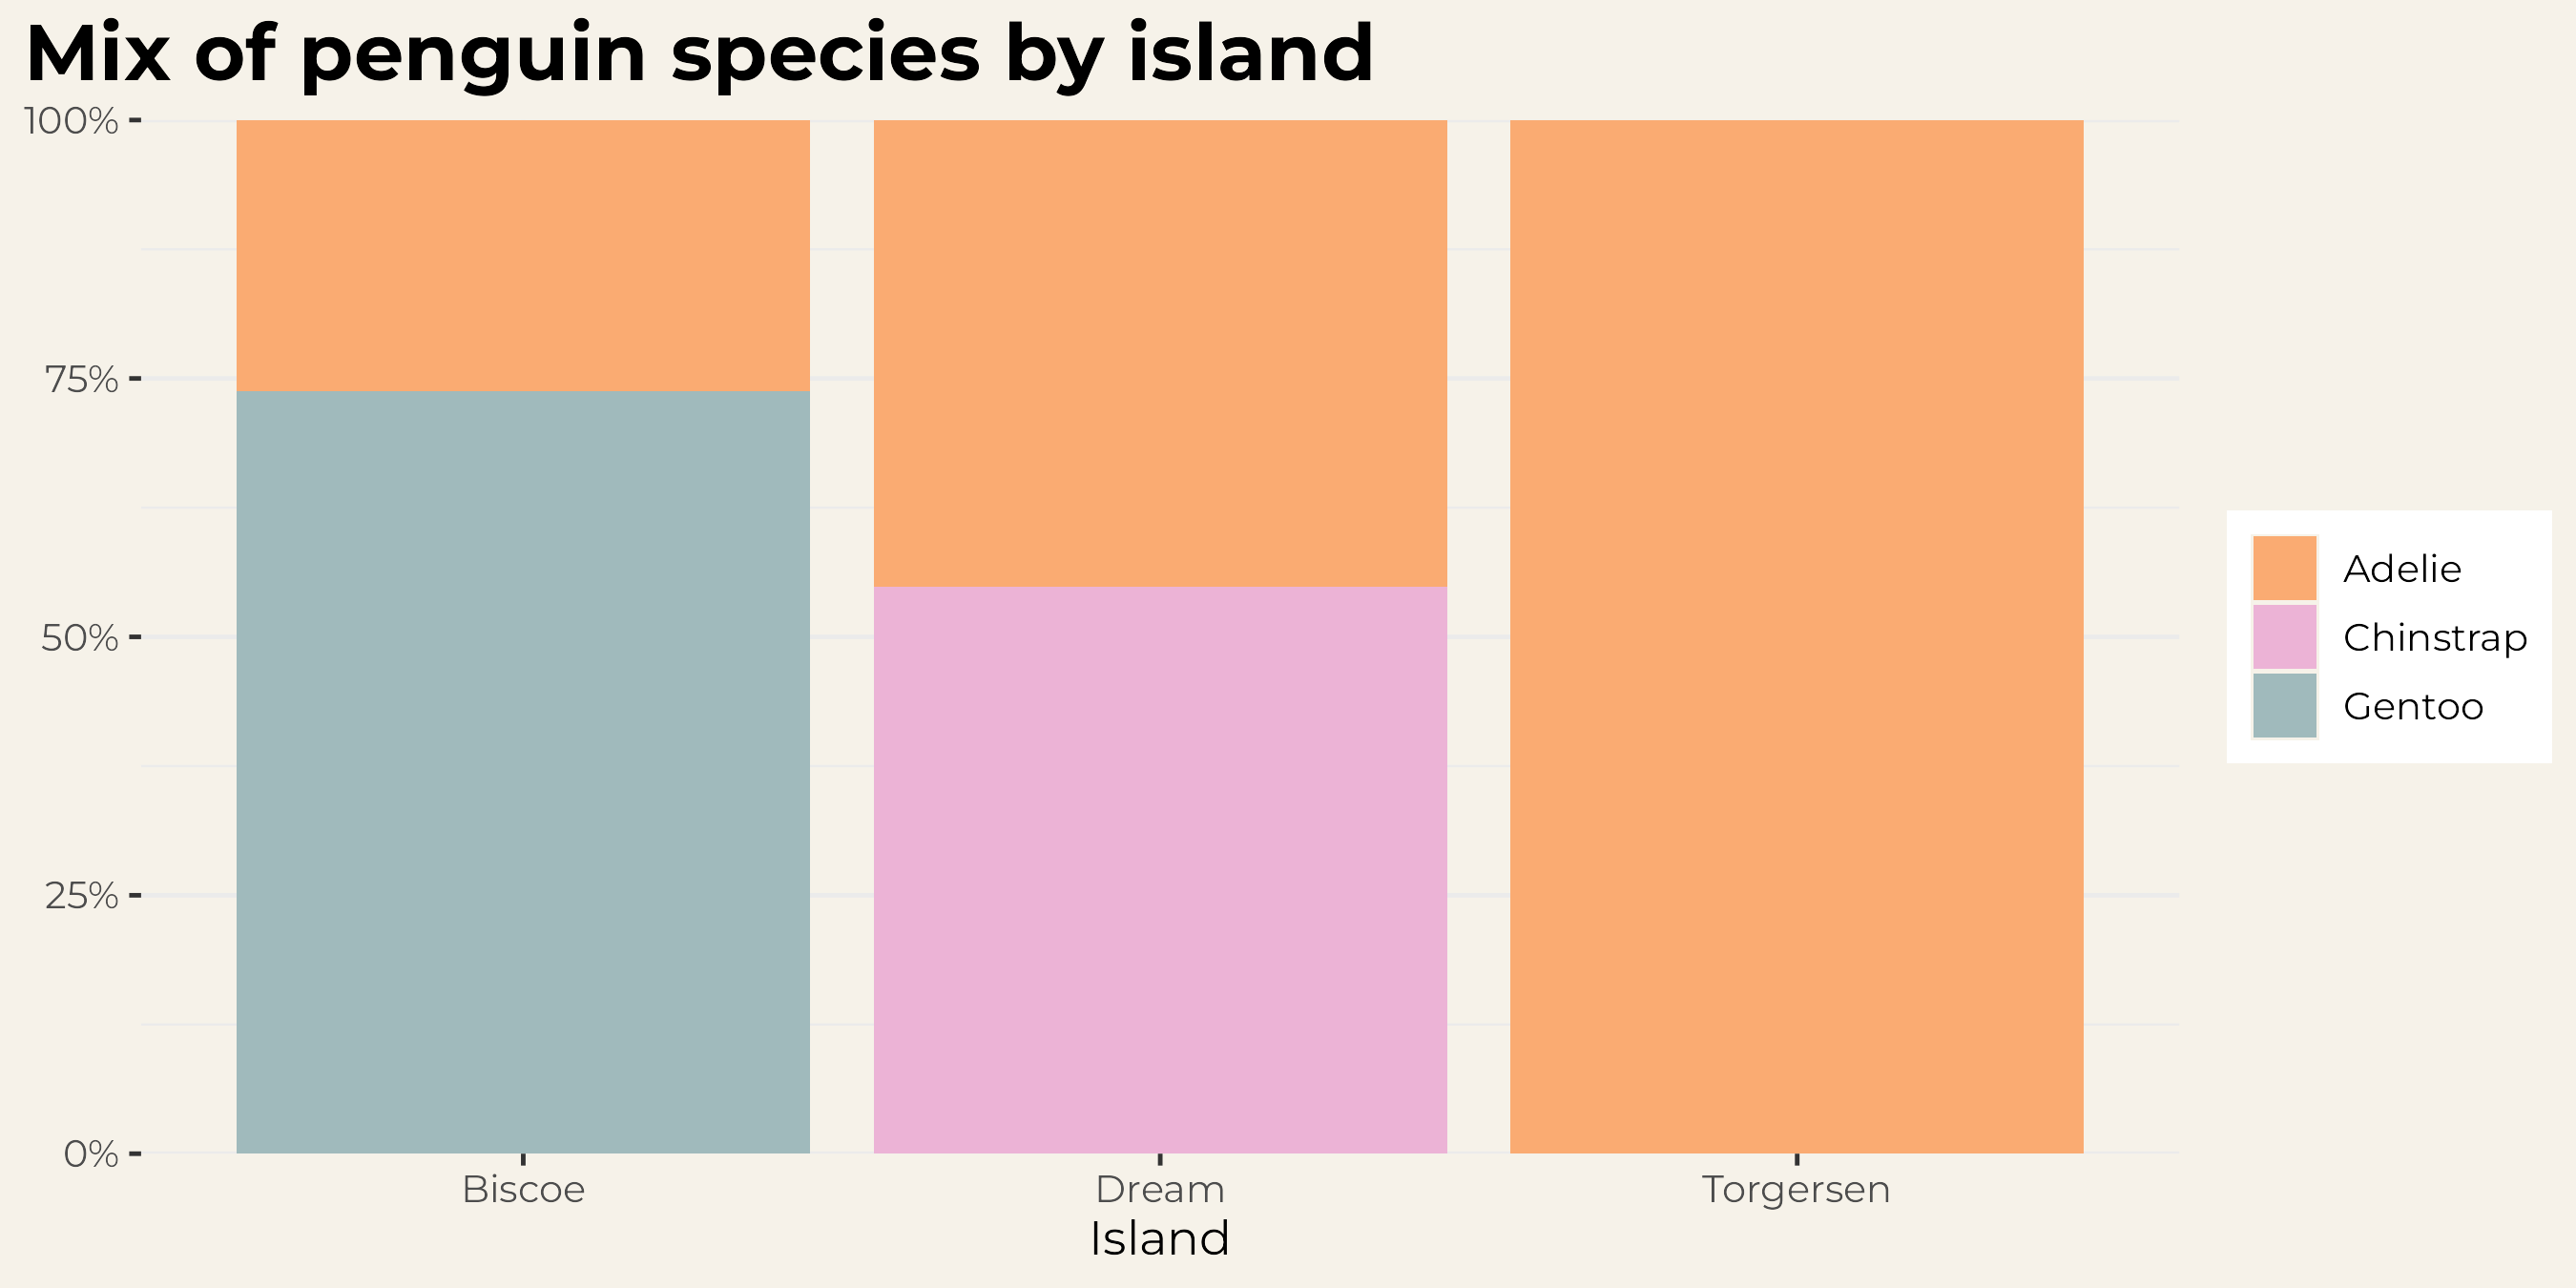 Mix of penguin species by island
100%
75%
50%
25%
0%
Biscoe
Dream
Torgersen
Island
Adelie
Chinstrap
Gentoo